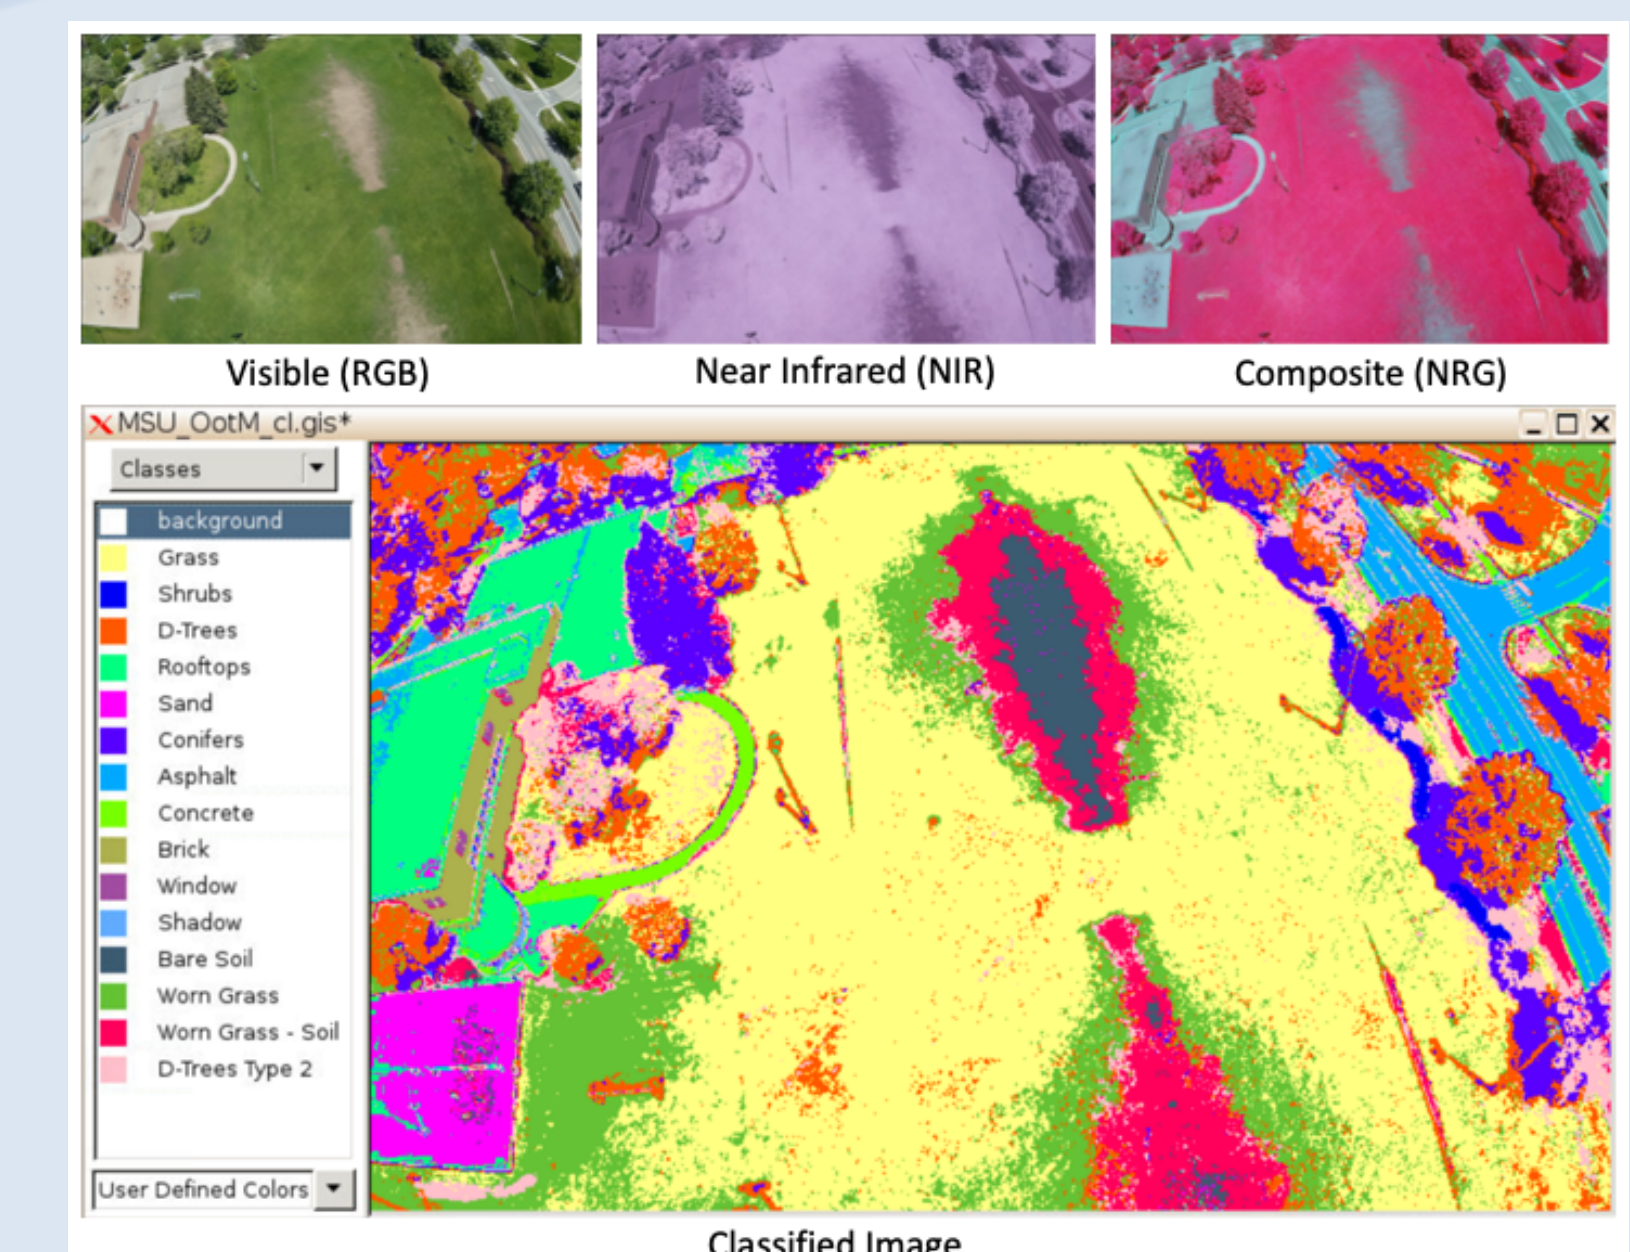 Visible (RGB)
Near Infrared (NIR)
Composite (NRG)
MSU_OotM_cl.gis*
Classes
background
Grass
Shrubs
D-Trees
Rooftops
Sand
Conifers
Asphalt
Concrete
Brick
Window
Shadow
Bare Soil
Worn Grass
Worn Grass - Soil
D-Trees Type 2
User Defined Colors
Classified Image